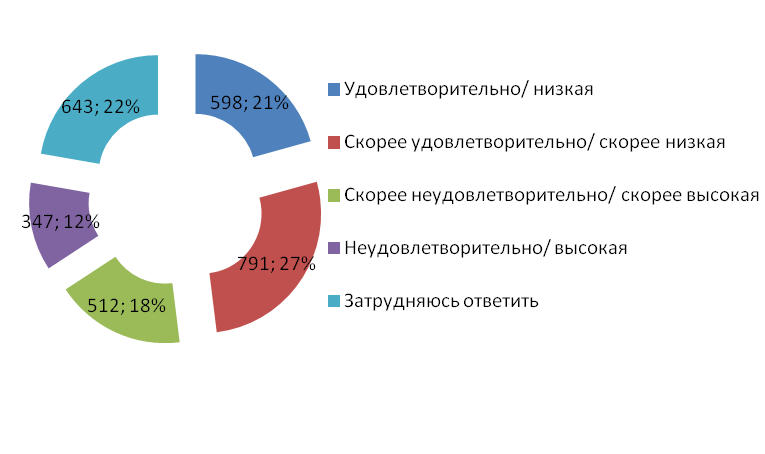 598; 21%
791; 27%
512; 18%
347; 12%
643; 22%
Удовлетворительно/ низкая
Скорее удовлетворительно/ скорее низкая
Скорее неудовлетворительно/ скорее высокая
Неудовлетворительно/ высокая
Затрудняюсь ответить